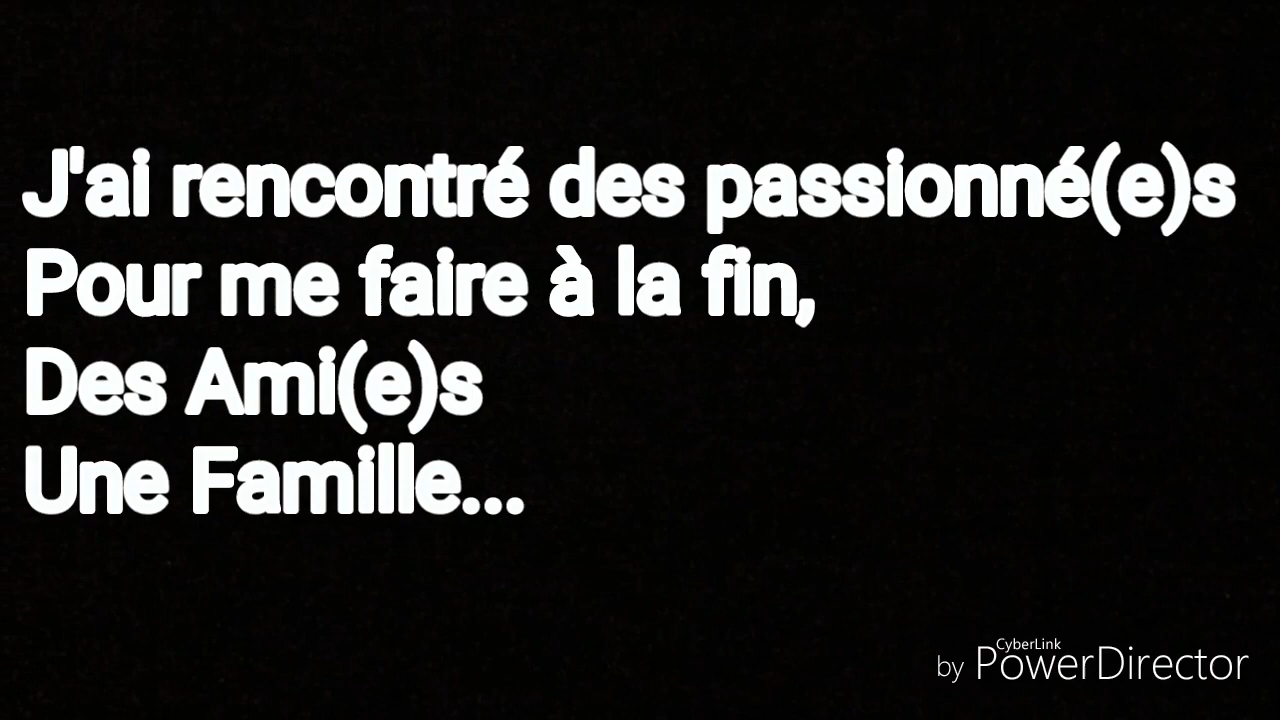 J'ai rencontré des passionné(e)s
Pour me faire à la fin,
Des Ami(e)s
Une Famille...
CyberLink
by PowerDirector